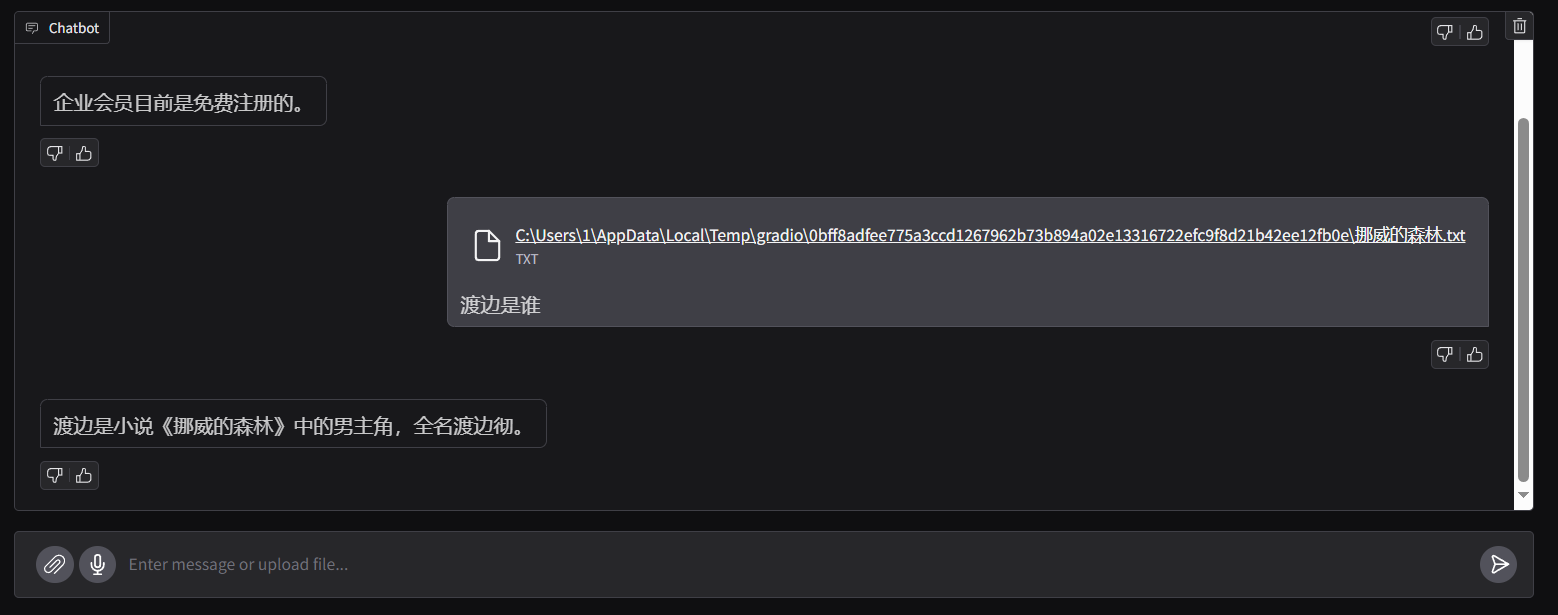 Chatbot
企业会员目前是免费注册的。
C:\Users\1\AppData\Local\Temp\gradio\0bff8adfee775a3ccd1267962b73b894a02e13316722efc9f8d21b42ee12fb0e\挪威的森林.txt
TXT
渡边是谁
渡边是小说《挪威的森林》中的男主角，全名渡边彻。
Enter message or upload file...